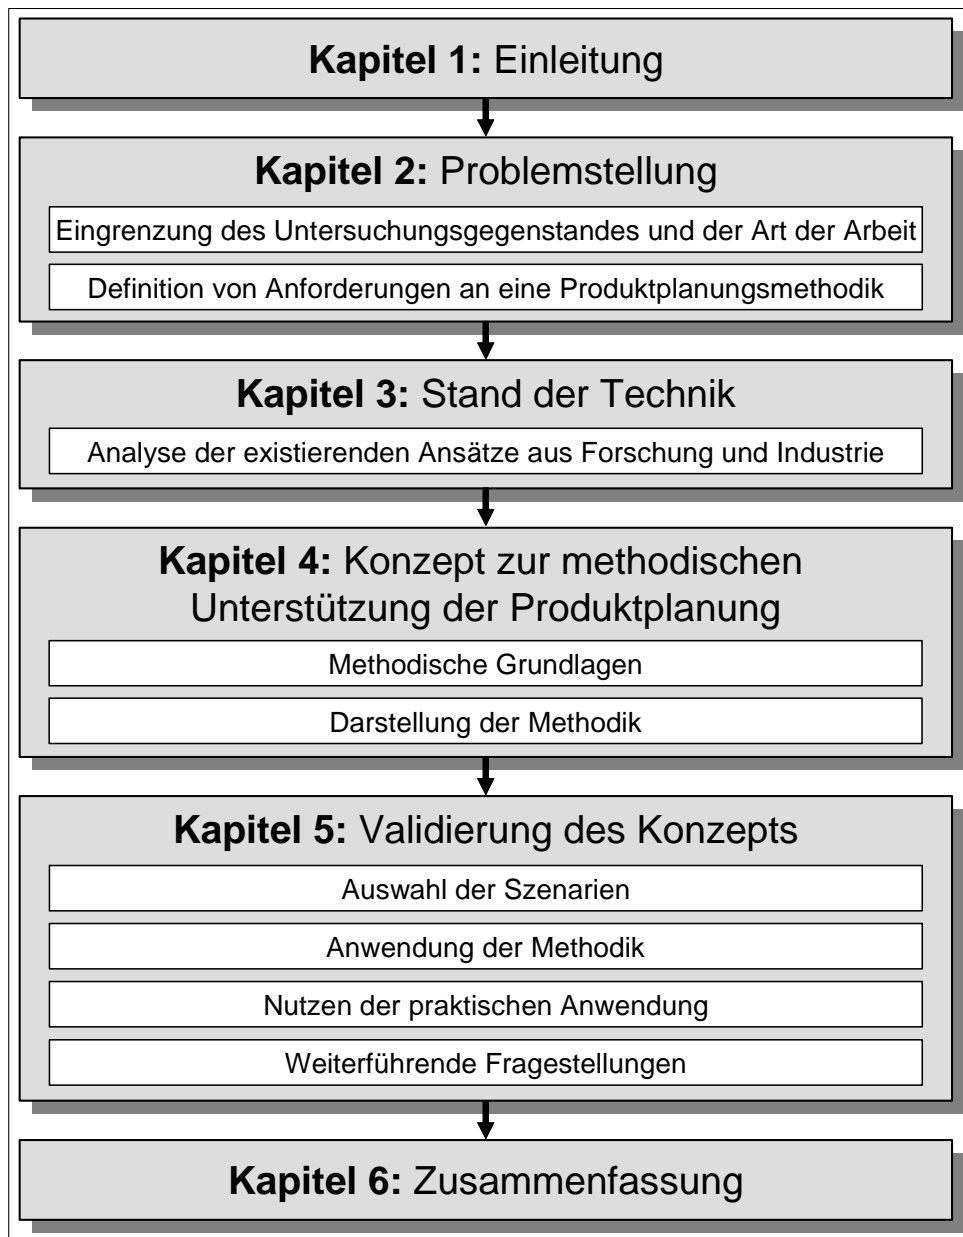 Kapitel 1: Einleitung
Kapitel 2: Problemstellung
Eingrenzung des Untersuchungsgegenstandes und der Art der Arbeit
Definition von Anforderungen an eine Produktplanungsmethodik
Kapitel 3: Stand der Technik
Analyse der existierenden Ansätze aus Forschung und Industrie
Kapitel 4: Konzept zur methodischen
Unterstützung der Produktplanung
Methodische Grundlagen
Darstellung der Methodik
Kapitel 5: Validierung des Konzepts
Auswahl der Szenarien
Anwendung der Methodik
Nutzen der praktischen Anwendung
Weiterführende Fragestellungen
Kapitel 6: Zusammenfassung